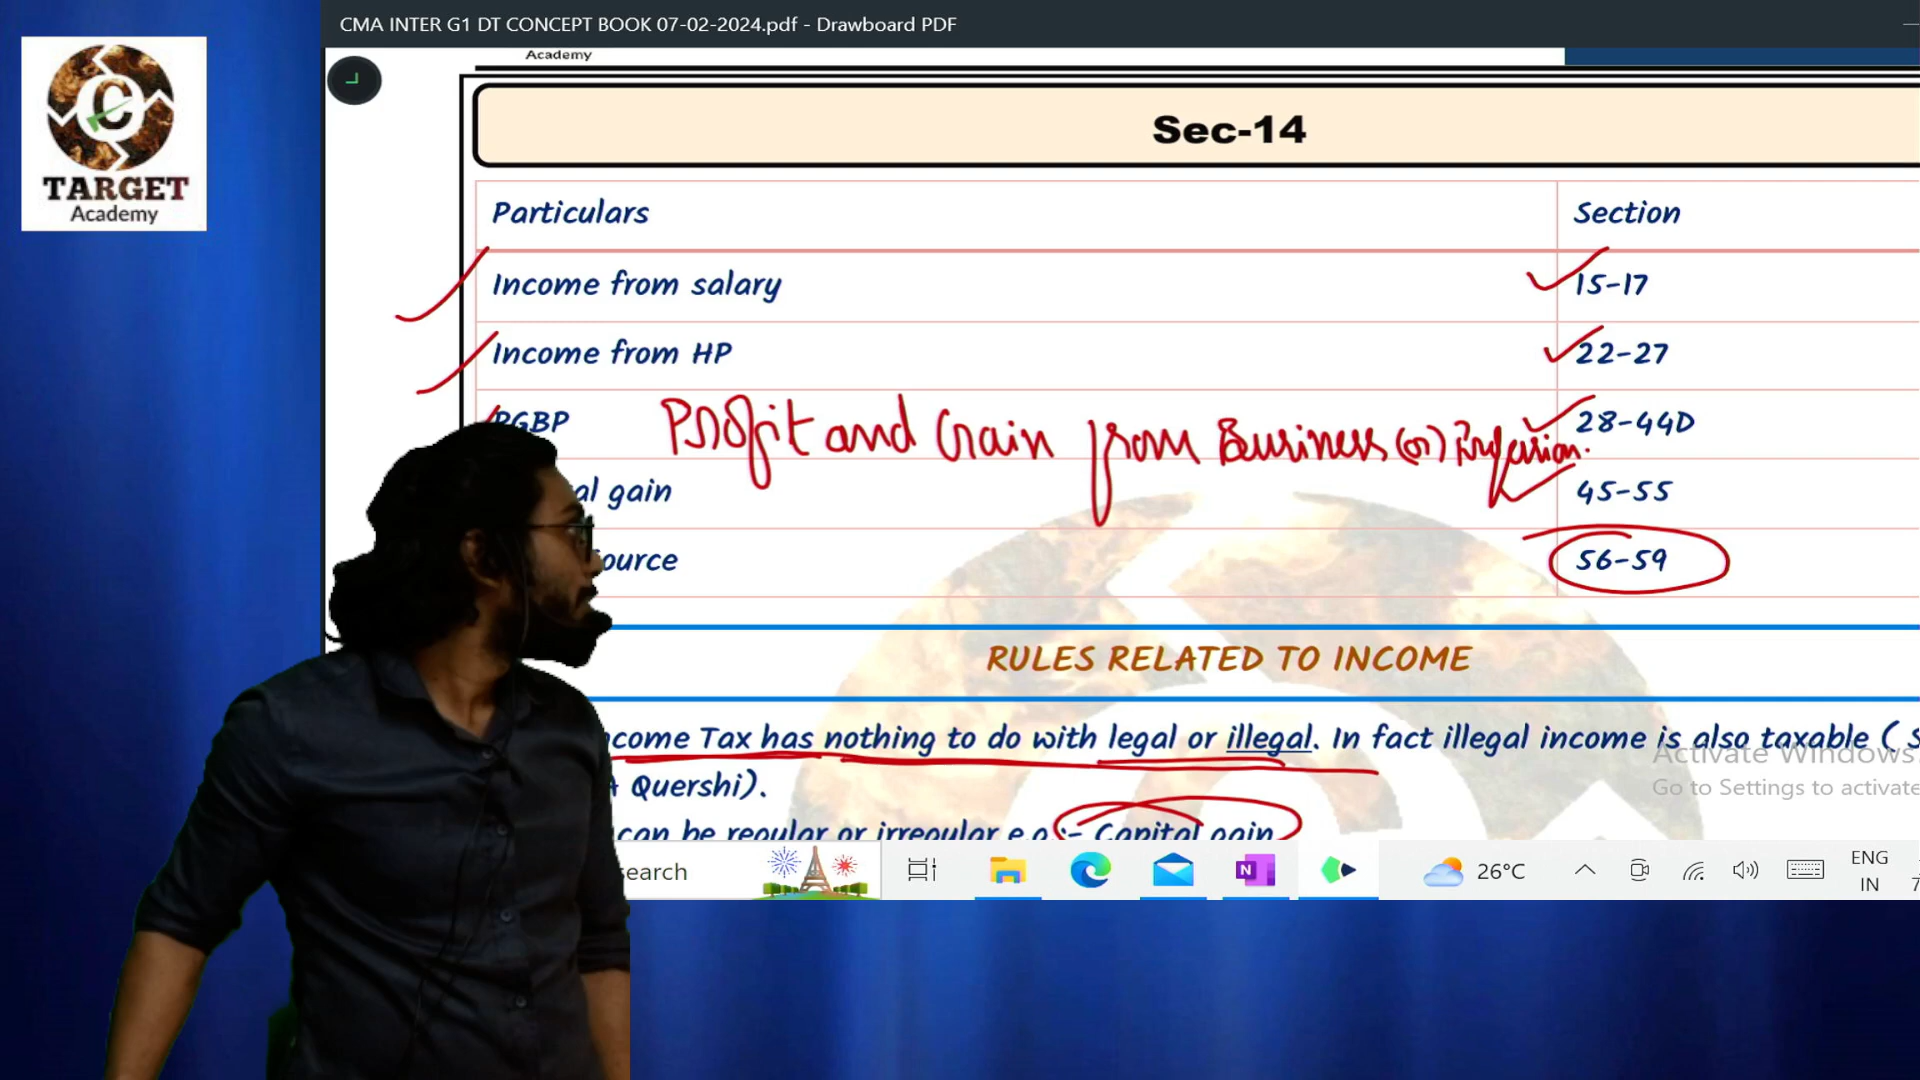 CMA INTER G1 DT CONCEPT BOOK 07-02-2024.pdf - Drawboard PDF
Academy
C
TARGET
Academy
Sec-14
Particulars Section
Income from salary 15-17
Income from HP 22-27
PGBP 28-44D
Profit and Gain from Business (or)
al gain 45-55
ource 56-59
RULES RELATED TO INCOME
come Tax has nothing to do with legal or illegal. In fact illegal income is also taxable ( S
A Quershi).
can be regular or irregular e.g :- Capital gain
Activate Windows
Go to Settings to activate
search
N
26°C
ENG
IN
7